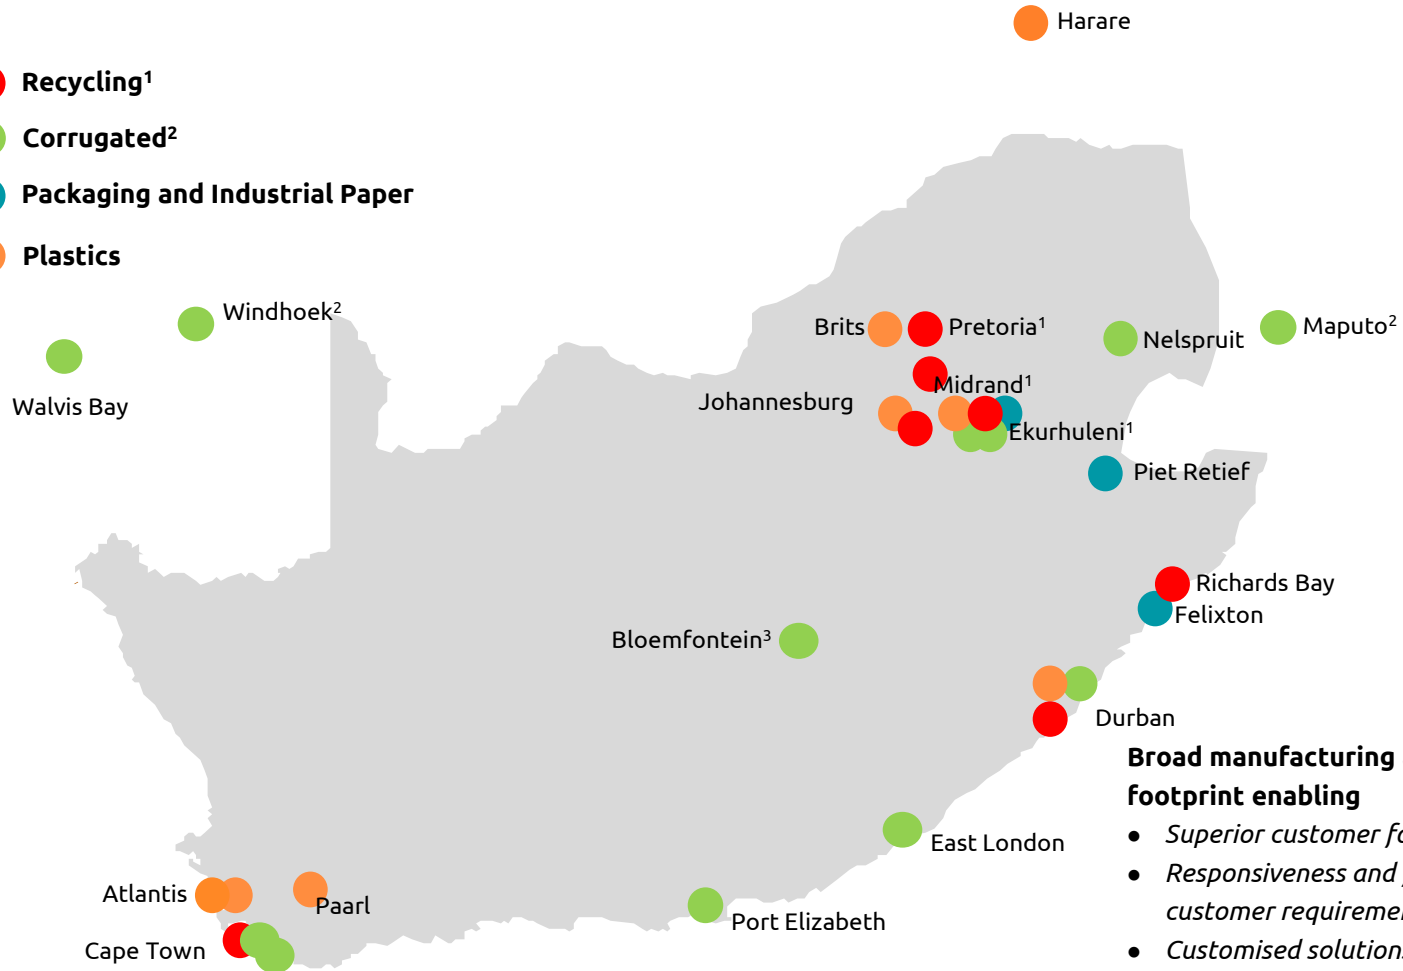 Harare
Recycling¹
Corrugated²
Packaging and Industrial Paper
Plastics
Windhoek²
Walvis Bay
Brits
Pretoria¹
Nelspruit
Maputo²
Midrand¹
Johannesburg
Ekurhuleni¹
Piet Retief
Richards Bay
Felixton
Bloemfontein³
Durban
Broad manufacturing
footprint enabling
• Superior customer
• Responsiveness and
customer
• Customised
East London
Atlantis
Paarl
Port Elizabeth
Cape Town